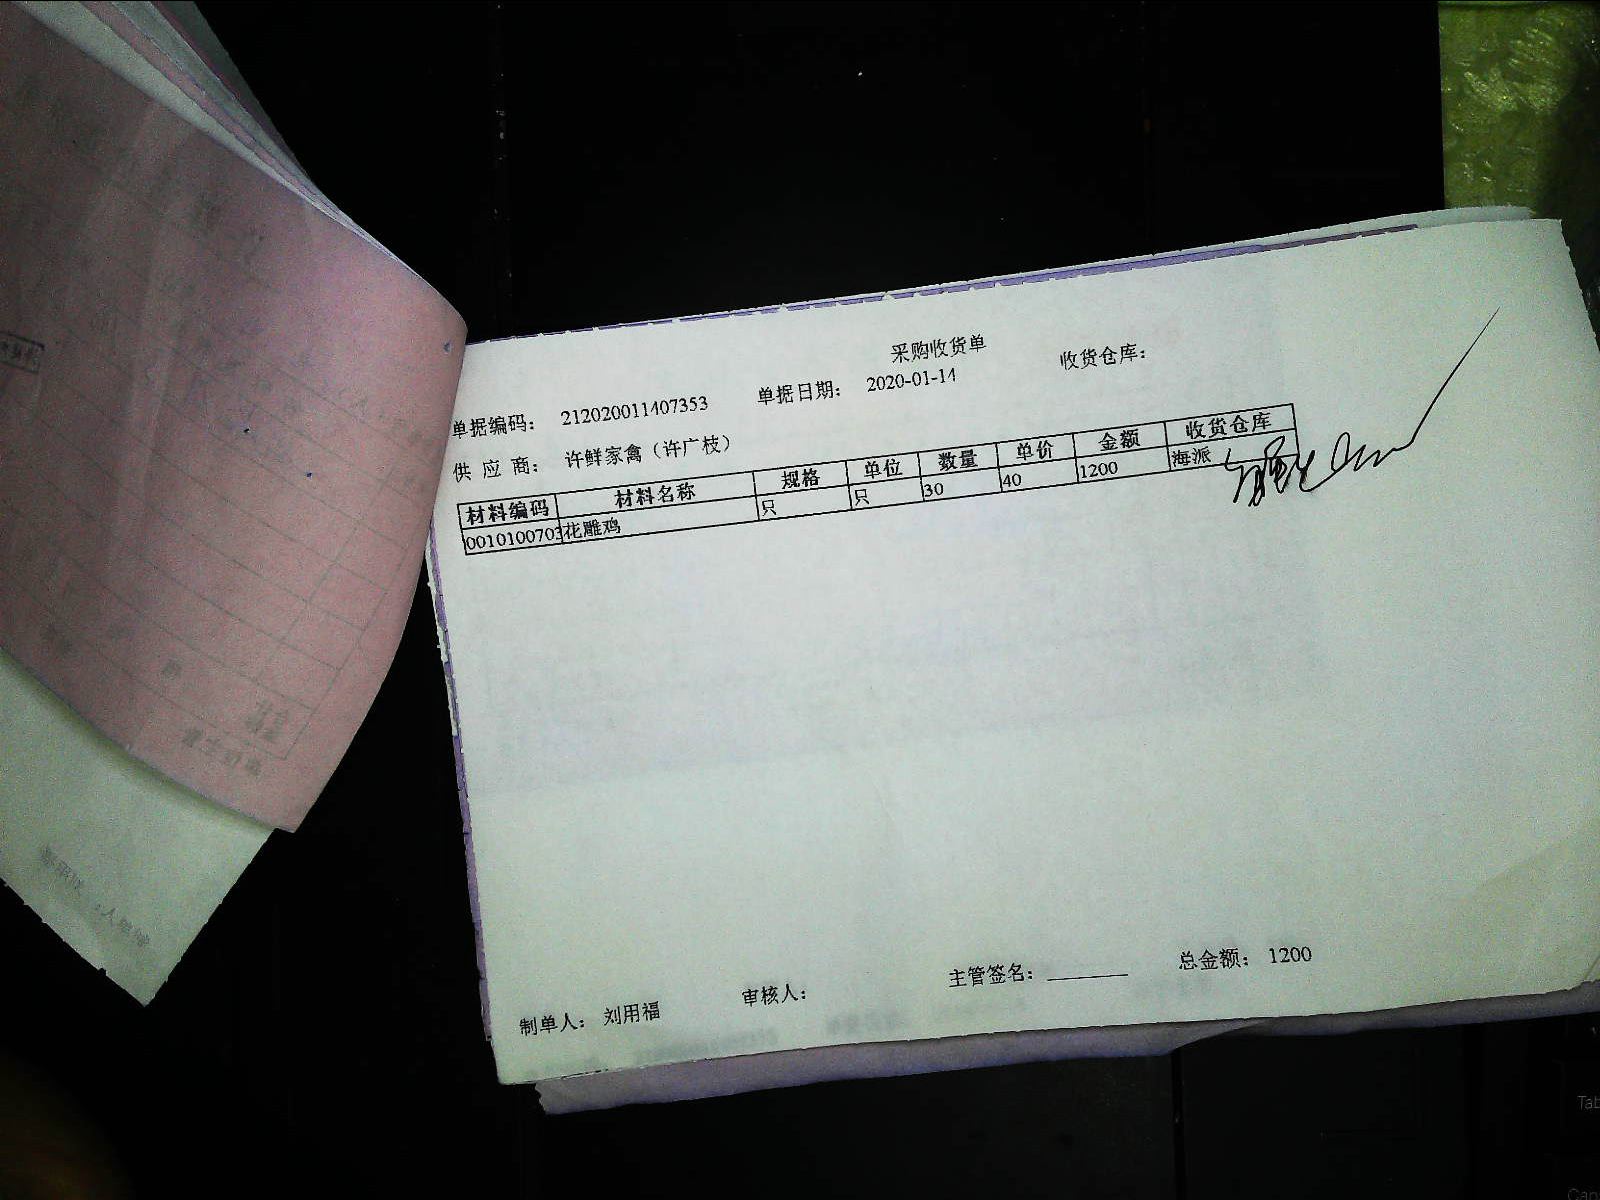 采购收货单
单据编码： 212020011407353 单据日期： 2020-01-14 收货仓库：
供 应 商： 许鲜家禽（许广枝）
材料编码 材料名称 规格 单位 数量 单价 金额 收货仓库
0010100703 花雕鸡 只 只 30 40 1200 海派
制单人： 刘用福 审核人： 主管签名： ________ 总金额： 1200